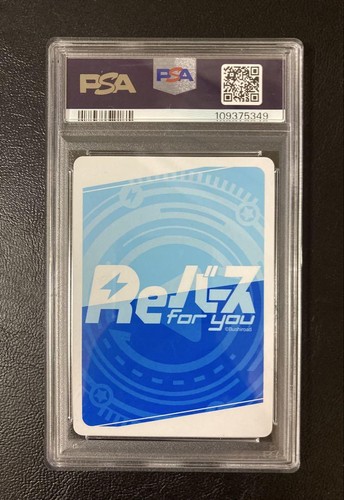 PSA
PSA
109375349
Reバース
for you
©Bushiroad